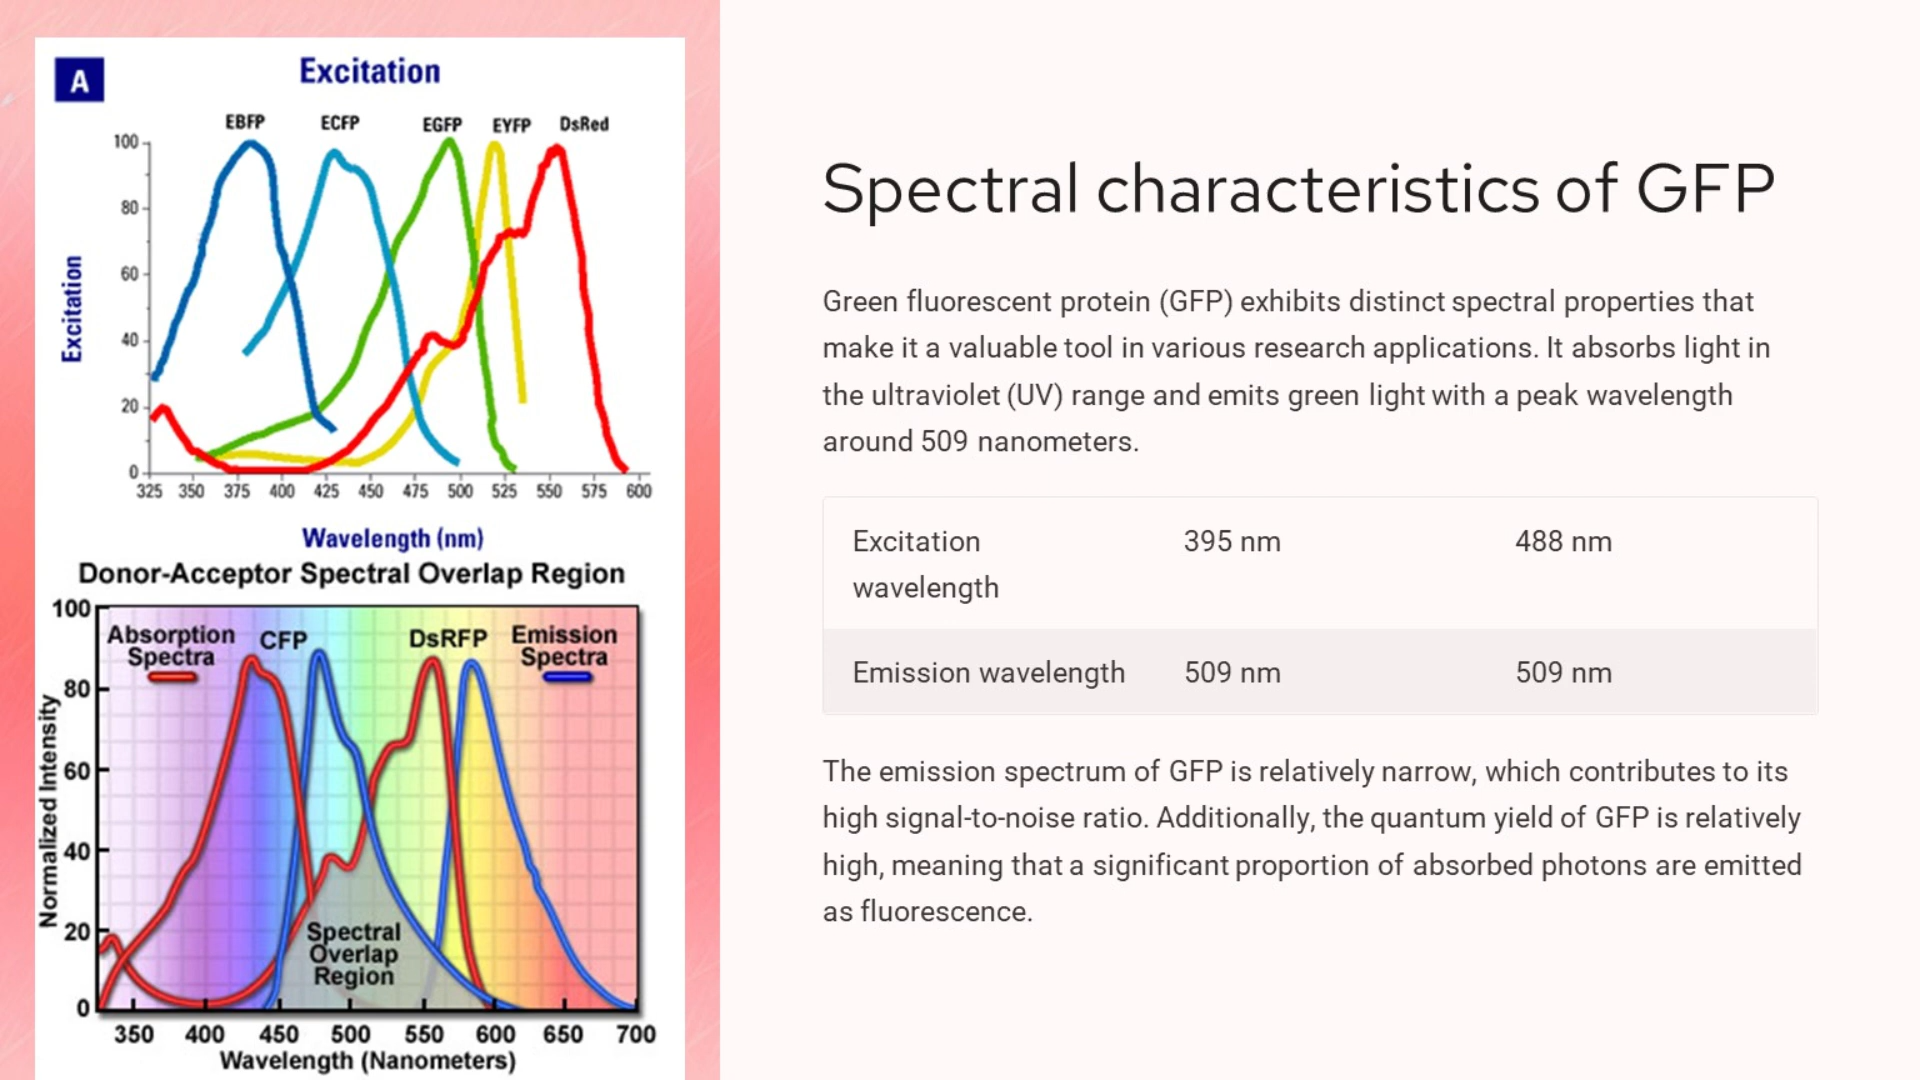 A
Excitation
EBFP ECFP EGFP EYFP DsRed
100
80
60
40
20
0
Excitation
325 350 375 400 425 450 475 500 525 550 575 600
Wavelength (nm)
Donor-Acceptor Spectral Overlap Region
100
80
60
40
20
0
Normalized Intensity
Absorption
Spectra
CFP
DsRFP
Emission
Spectra
Spectral
Overlap
Region
350 400 450 500 550 600 650 700
Wavelength (Nanometers)
Spectral characteristics of GFP
Green fluorescent protein (GFP) exhibits distinct spectral properties that
make it a valuable tool in various research applications. It absorbs light in
the ultraviolet (UV) range and emits green light with a peak wavelength
around 509 nanometers.
Excitation 395 nm 488 nm
wavelength
Emission wavelength 509 nm 509 nm
The emission spectrum of GFP is relatively narrow, which contributes to its
high signal-to-noise ratio. Additionally, the quantum yield of GFP is relatively
high, meaning that a significant proportion of absorbed photons are emitted
as fluorescence.